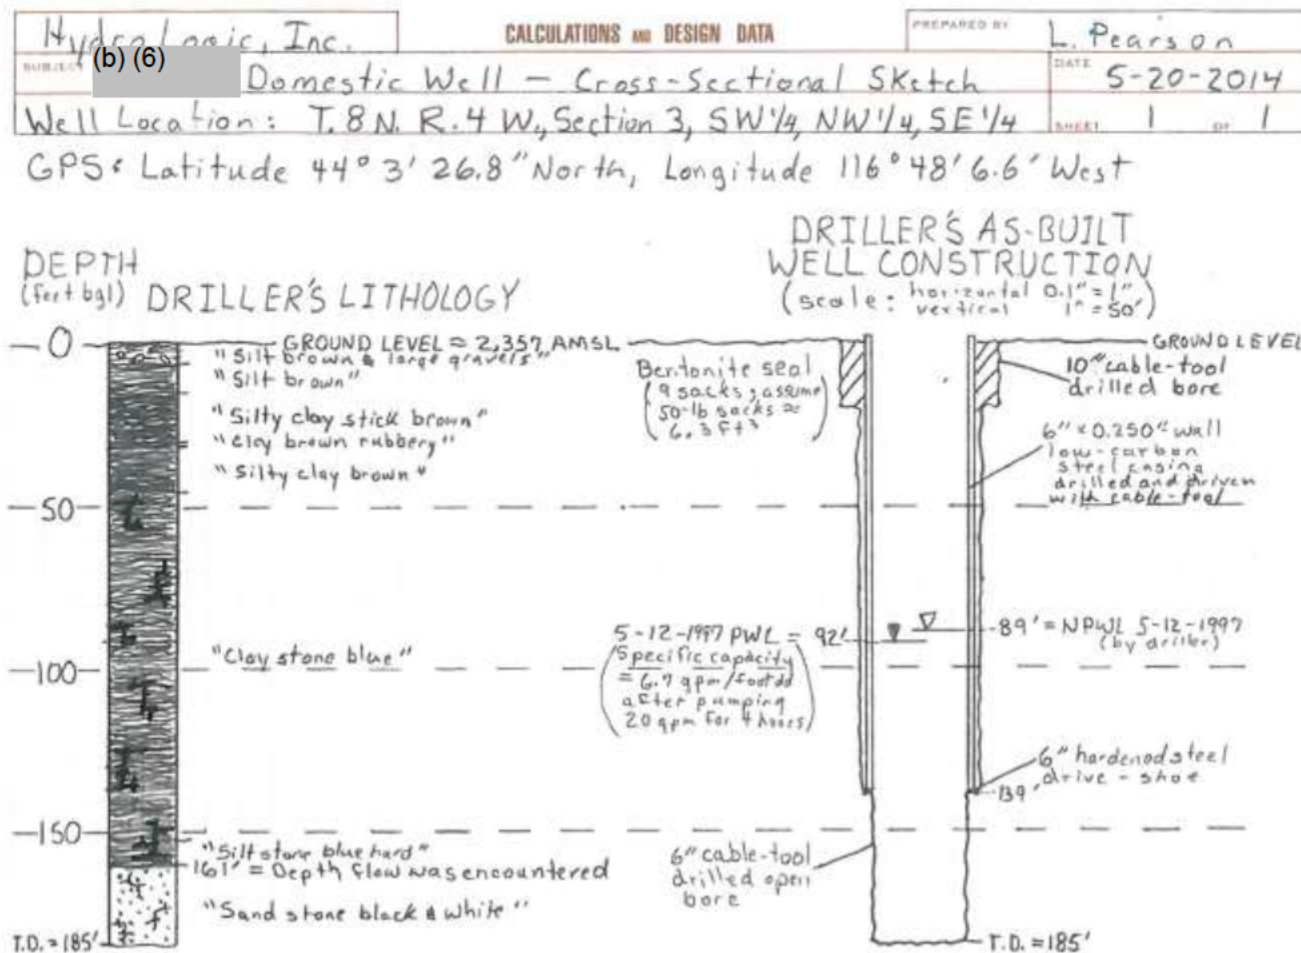 HydroLogic, Inc.
CALCULATIONS AND DESIGN DATA
PREPARED BY L. Pearson
SUBJECT (b) (6) Domestic Well - Cross-Sectional Sketch
DATE 5-20-2014
Well Location: T.8 N. R.4 W., Section 3, SW 1/4, NW 1/4, SE 1/4
SHEET 1 OF 1
GPS: Latitude 44° 3' 26.8" North, Longitude 116° 48' 6.6' West
DEPTH
(feet bgl)
DRILLER'S LITHOLOGY
DRILLER'S AS-BUILT
WELL CONSTRUCTION
(scale: horizontal 0.1" = 1"
vertical 1" = 50')
0
GROUND LEVEL ≈ 2,357 AMSL
GROUND LEVEL
"Silt brown & large gravels"
"Silt brown"
"Silty clay stick brown"
"Clay brown rubbery"
"Silty clay brown"
Bentonite seal
(9 sacks; assume
50-lb sacks ≈
6.3 ft³)
10" cable-tool
drilled bore
6" x 0.250" wall
low-carbon
steel casing
drilled and driven
with cable-tool
50
"Clay stone blue"
100
5-12-1997 PWL = 92'
(Specific capacity
= 6.7 gpm/foot dd
after pumping
20 gpm for 4 hours)
89' = NPWL 5-12-1997
(by driller)
6" hardened steel
drive-shoe
139'
150
"Silt stone blue hard"
161' = Depth flow was encountered
"Sand stone black & white"
6" cable-tool
drilled open
bore
T.D. = 185'
T.D. = 185'